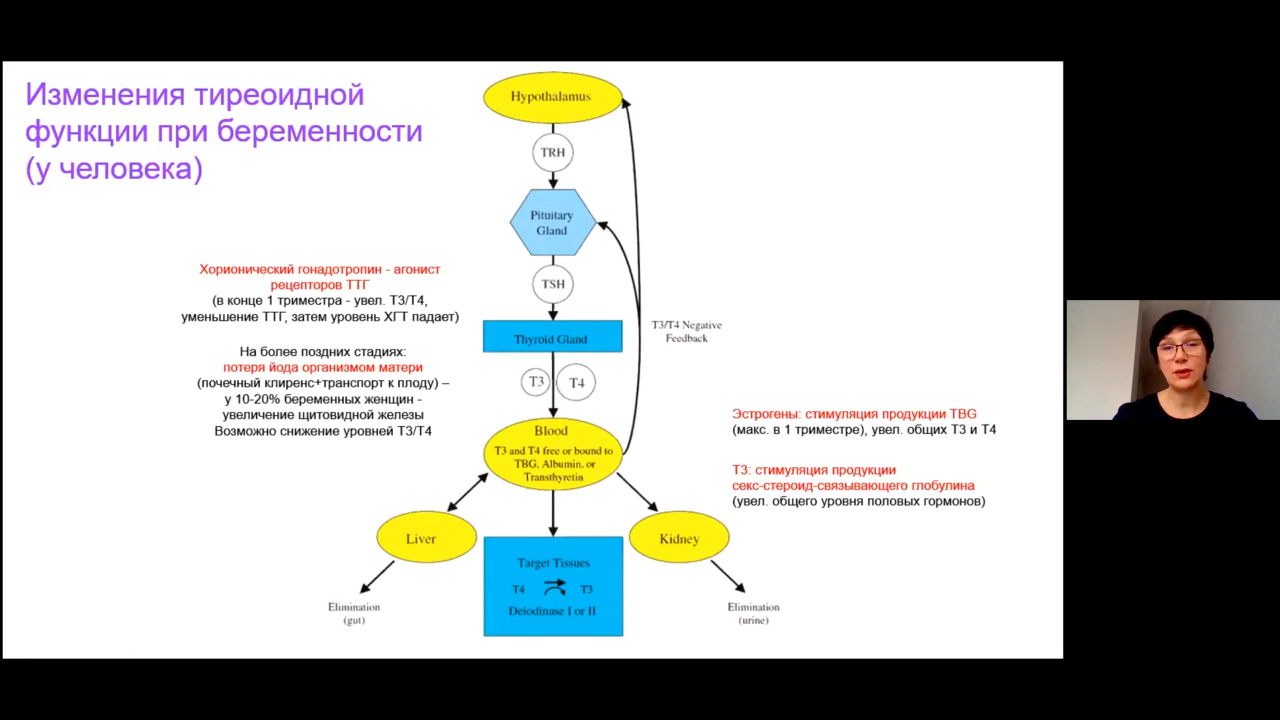 Изменения тиреоидной
функции при беременности
(у человека)
Hypothalamus
TRH
Pituitary
Gland
TSH
Thyroid Gland
T3
T4
T3/T4 Negative
Feedback
Blood
T3 and T4 free or bound to
TBG, Albumin, or
Transthyretin
Liver
Kidney
Target Tissues
T4
T3
Deiodinase I or II
Elimination
(gut)
Elimination
(urine)
Хорионический гонадотропин - агонист
рецепторов ТТГ
(в конце 1 триместра - увел. Т3/Т4,
уменьшение ТТГ, затем уровень ХГТ падает)
На более поздних стадиях:
потеря йода организмом матери
(почечный клиренс+транспорт к плоду) –
у 10-20% беременных женщин -
увеличение щитовидной железы
Возможно снижение уровней Т3/Т4
Эстрогены: стимуляция продукции TBG
(макс. в 1 триместре), увел. общих Т3 и Т4
Т3: стимуляция продукции
секс-стероид-связывающего глобулина
(увел. общего уровня половых гормонов)